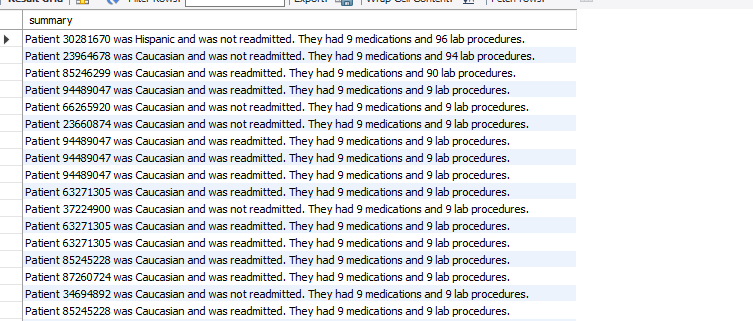 Result Grid Filter Rows: Export: Wrap Cell Content: Fetch rows:
summary
Patient 30281670 was Hispanic and was not readmitted. They had 9 medications and 96 lab procedures.
Patient 23964678 was Caucasian and was not readmitted. They had 9 medications and 94 lab procedures.
Patient 85246299 was Caucasian and was readmitted. They had 9 medications and 90 lab procedures.
Patient 94489047 was Caucasian and was readmitted. They had 9 medications and 9 lab procedures.
Patient 66265920 was Caucasian and was not readmitted. They had 9 medications and 9 lab procedures.
Patient 23660874 was Caucasian and was not readmitted. They had 9 medications and 9 lab procedures.
Patient 94489047 was Caucasian and was readmitted. They had 9 medications and 9 lab procedures.
Patient 94489047 was Caucasian and was readmitted. They had 9 medications and 9 lab procedures.
Patient 94489047 was Caucasian and was readmitted. They had 9 medications and 9 lab procedures.
Patient 63271305 was Caucasian and was readmitted. They had 9 medications and 9 lab procedures.
Patient 37224900 was Caucasian and was not readmitted. They had 9 medications and 9 lab procedures.
Patient 63271305 was Caucasian and was readmitted. They had 9 medications and 9 lab procedures.
Patient 63271305 was Caucasian and was readmitted. They had 9 medications and 9 lab procedures.
Patient 85245228 was Caucasian and was readmitted. They had 9 medications and 9 lab procedures.
Patient 87260724 was Caucasian and was readmitted. They had 9 medications and 9 lab procedures.
Patient 34694892 was Caucasian and was not readmitted. They had 9 medications and 9 lab procedures.
Patient 85245228 was Caucasian and was readmitted. They had 9 medications and 9 lab procedures.